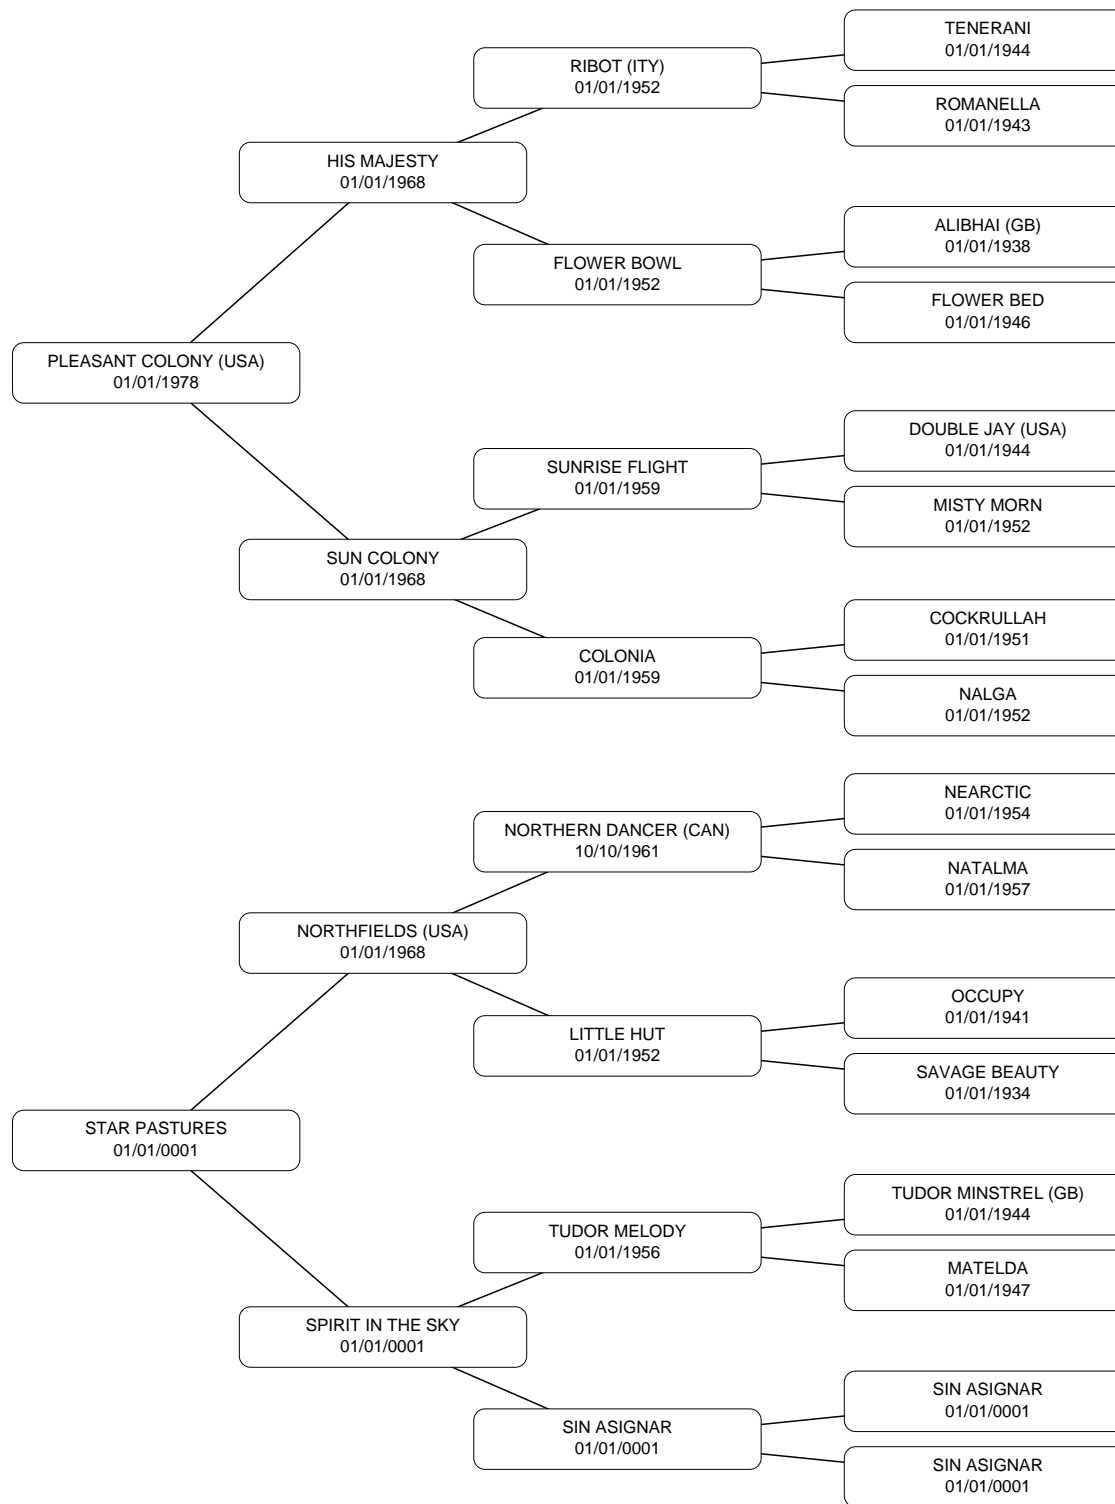 TENERANI
01/01/1944
RIBOT (ITY)
01/01/1952
ROMANELLA
01/01/1943
HIS MAJESTY
01/01/1968
ALIBHAI (GB)
01/01/1938
FLOWER BOWL
01/01/1952
FLOWER BED
01/01/1946
PLEASANT COLONY (USA)
01/01/1978
DOUBLE JAY (USA)
01/01/1944
SUNRISE FLIGHT
01/01/1959
MISTY MORN
01/01/1952
SUN COLONY
01/01/1968
COCKRULLAH
01/01/1951
COLONIA
01/01/1959
NALGA
01/01/1952
NEARCTIC
01/01/1954
NORTHERN DANCER (CAN)
10/10/1961
NATALMA
01/01/1957
NORTHFIELDS (USA)
01/01/1968
OCCUPY
01/01/1941
LITTLE HUT
01/01/1952
SAVAGE BEAUTY
01/01/1934
STAR PASTURES
01/01/0001
TUDOR MINSTREL (GB)
01/01/1944
TUDOR MELODY
01/01/1956
MATELDA
01/01/1947
SPIRIT IN THE SKY
01/01/0001
SIN ASIGNAR
01/01/0001
SIN ASIGNAR
01/01/0001
SIN ASIGNAR
01/01/0001